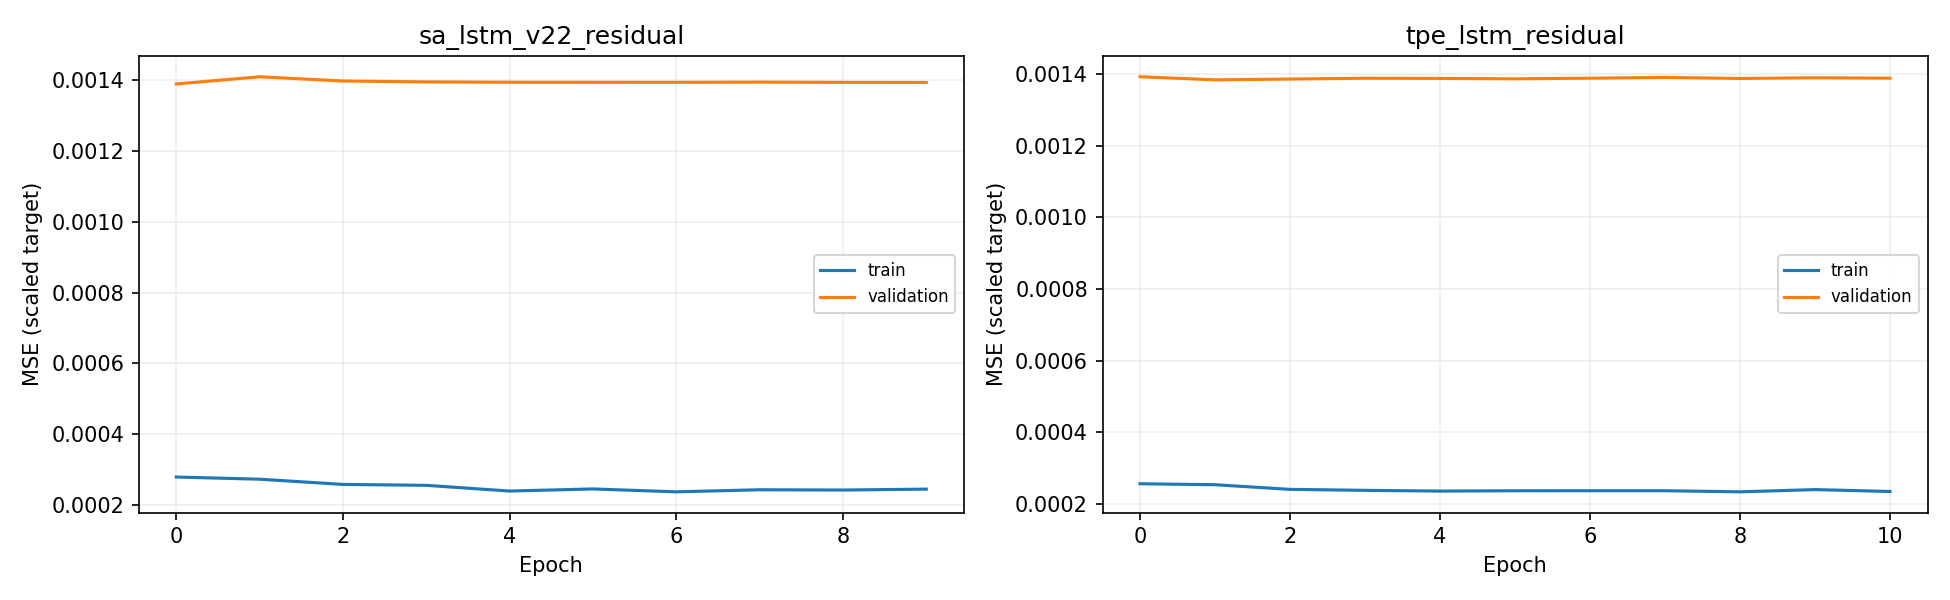 sa_lstm_v22_residual
MSE (scaled target)
0.0014
0.0012
0.0010
0.0008
0.0006
0.0004
0.0002
train
validation
0 2 4 6 8
Epoch
tpe_lstm_residual
MSE (scaled target)
0.0014
0.0012
0.0010
0.0008
0.0006
0.0004
0.0002
train
validation
0 2 4 6 8 10
Epoch